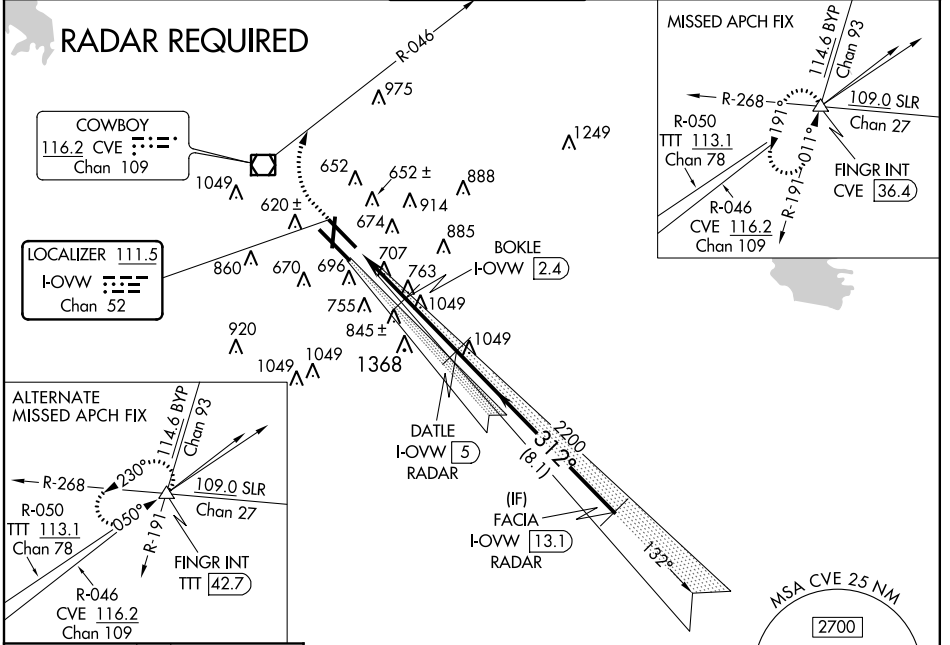 RADAR REQUIRED
R-046
975
COWBOY
116.2 CVE
Chan 109
1049
652
652 ±
888
1249
620 ±
914
674
885
LOCALIZER 111.5
I-OVW
Chan 52
860
670
696
707
763
BOKLE
I-OVW 2.4
755
1049
845 ±
1368
1049
920
1049
1049
DATLE
I-OVW 5
RADAR
2200
312°
(8.1)
(IF)
FACIA
I-OVW 13.1
RADAR
132°
MISSED APCH FIX
114.6 BYP
Chan 93
R-268
109.0 SLR
Chan 27
R-050
TTT 113.1
Chan 78
191°
R-191
011°
FINGR INT
CVE 36.4
R-046
CVE 116.2
Chan 109
ALTERNATE
MISSED APCH FIX
114.6 BYP
Chan 93
230°
R-268
109.0 SLR
Chan 27
R-050
TTT 113.1
Chan 78
050°
R-191
FINGR INT
TTT 42.7
R-046
CVE 116.2
Chan 109
MSA CVE 25 NM
2700